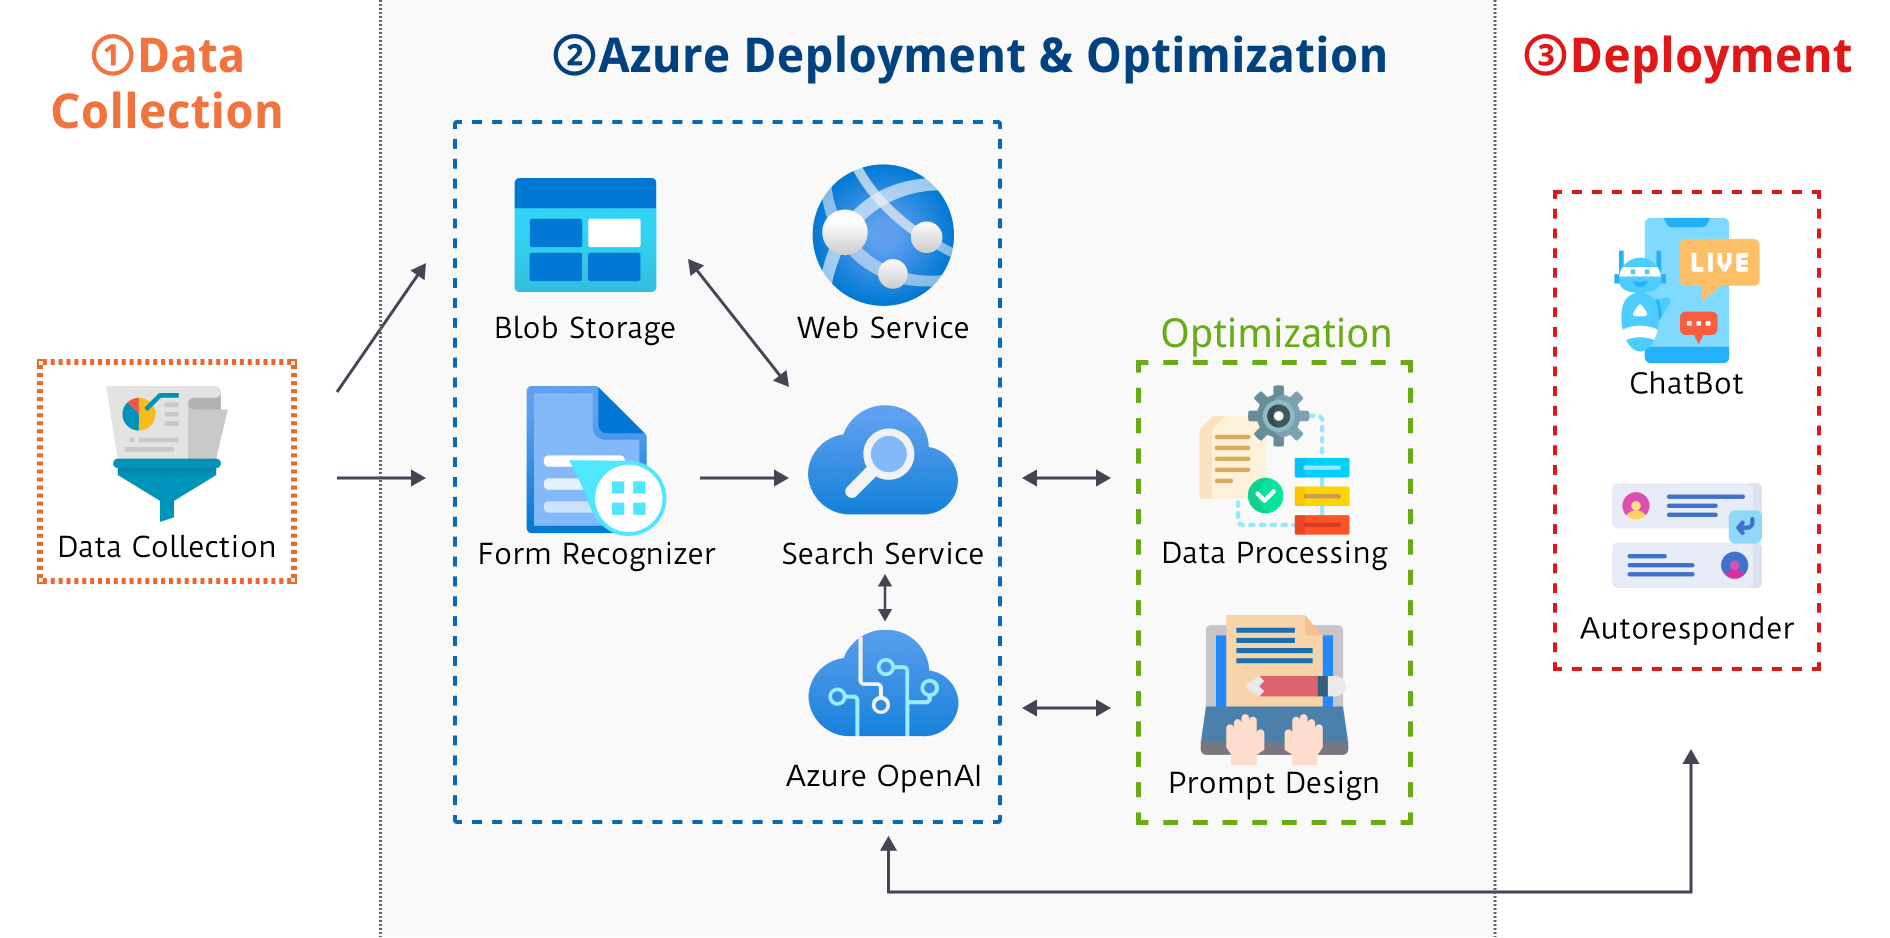 ①Data
Collection
②Azure Deployment & Optimization
③Deployment
Data Collection
Blob Storage
Web Service
Form Recognizer
Search Service
Azure OpenAI
Optimization
Data Processing
Prompt Design
LIVE
ChatBot
Autoresponder